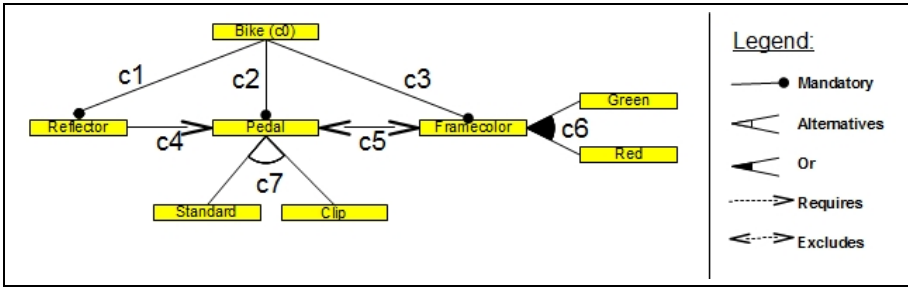 Bike (c0)
c1
c2
c3
Reflector
c4
Pedal
c5
Framecolor
c6
Green
Red
c7
Standard
Clip
Legend:
Mandatory
Alternatives
Or
Requires
Excludes